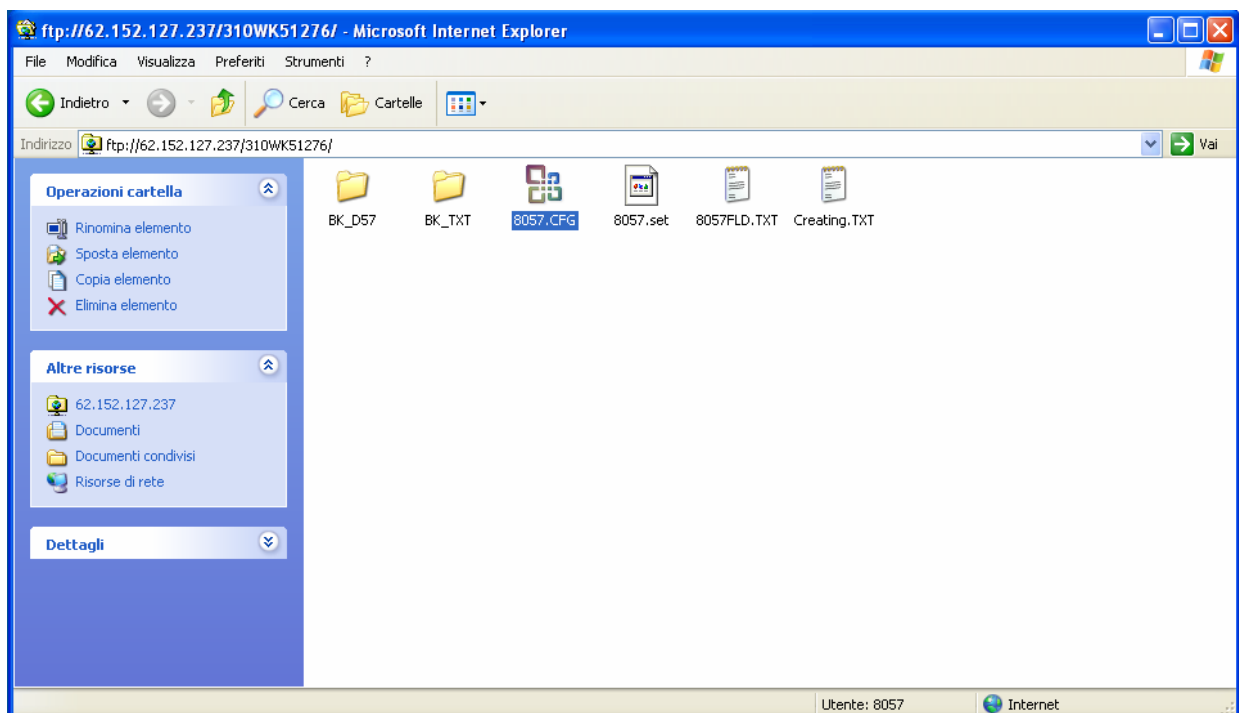 ftp://62.152.127.237/310WK51276/ - Microsoft Internet Explorer
File Modifica Visualizza Preferiti Strumenti ?
Indietro Cerca Cartelle
Indirizzo ftp://62.152.127.237/310WK51276/ Vai
Operazioni cartella
Rinomina elemento
Sposta elemento
Copia elemento
Elimina elemento
Altre risorse
62.152.127.237
Documenti
Documenti condivisi
Risorse di rete
Dettagli
BK_D57 BK_TXT 8057.CFG 8057.set 8057FLD.TXT Creating.TXT
Utente: 8057 Internet